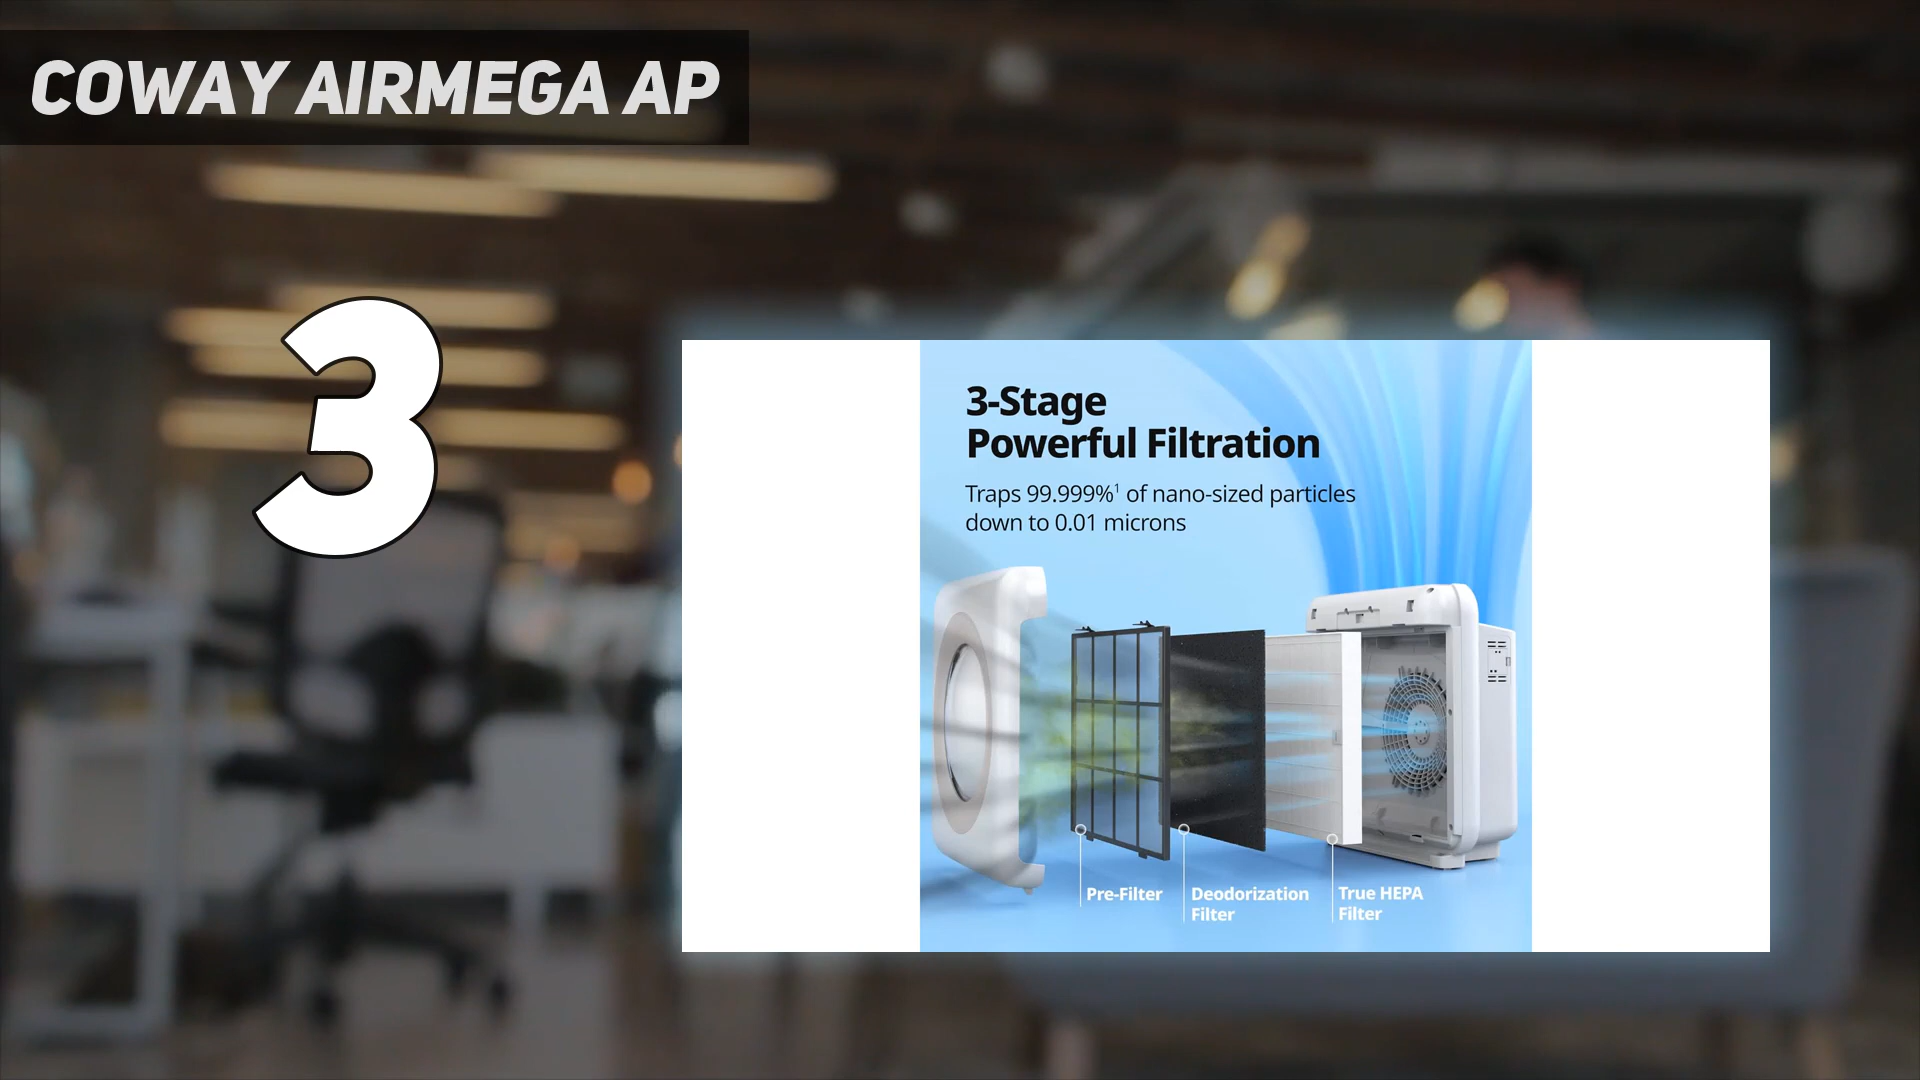 COWAY AIRMEGA AP
3
3-Stage
Powerful Filtration
Traps 99.999%¹ of nano-sized particles
down to 0.01 microns
Pre-Filter
Deodorization
Filter
True HEPA
Filter